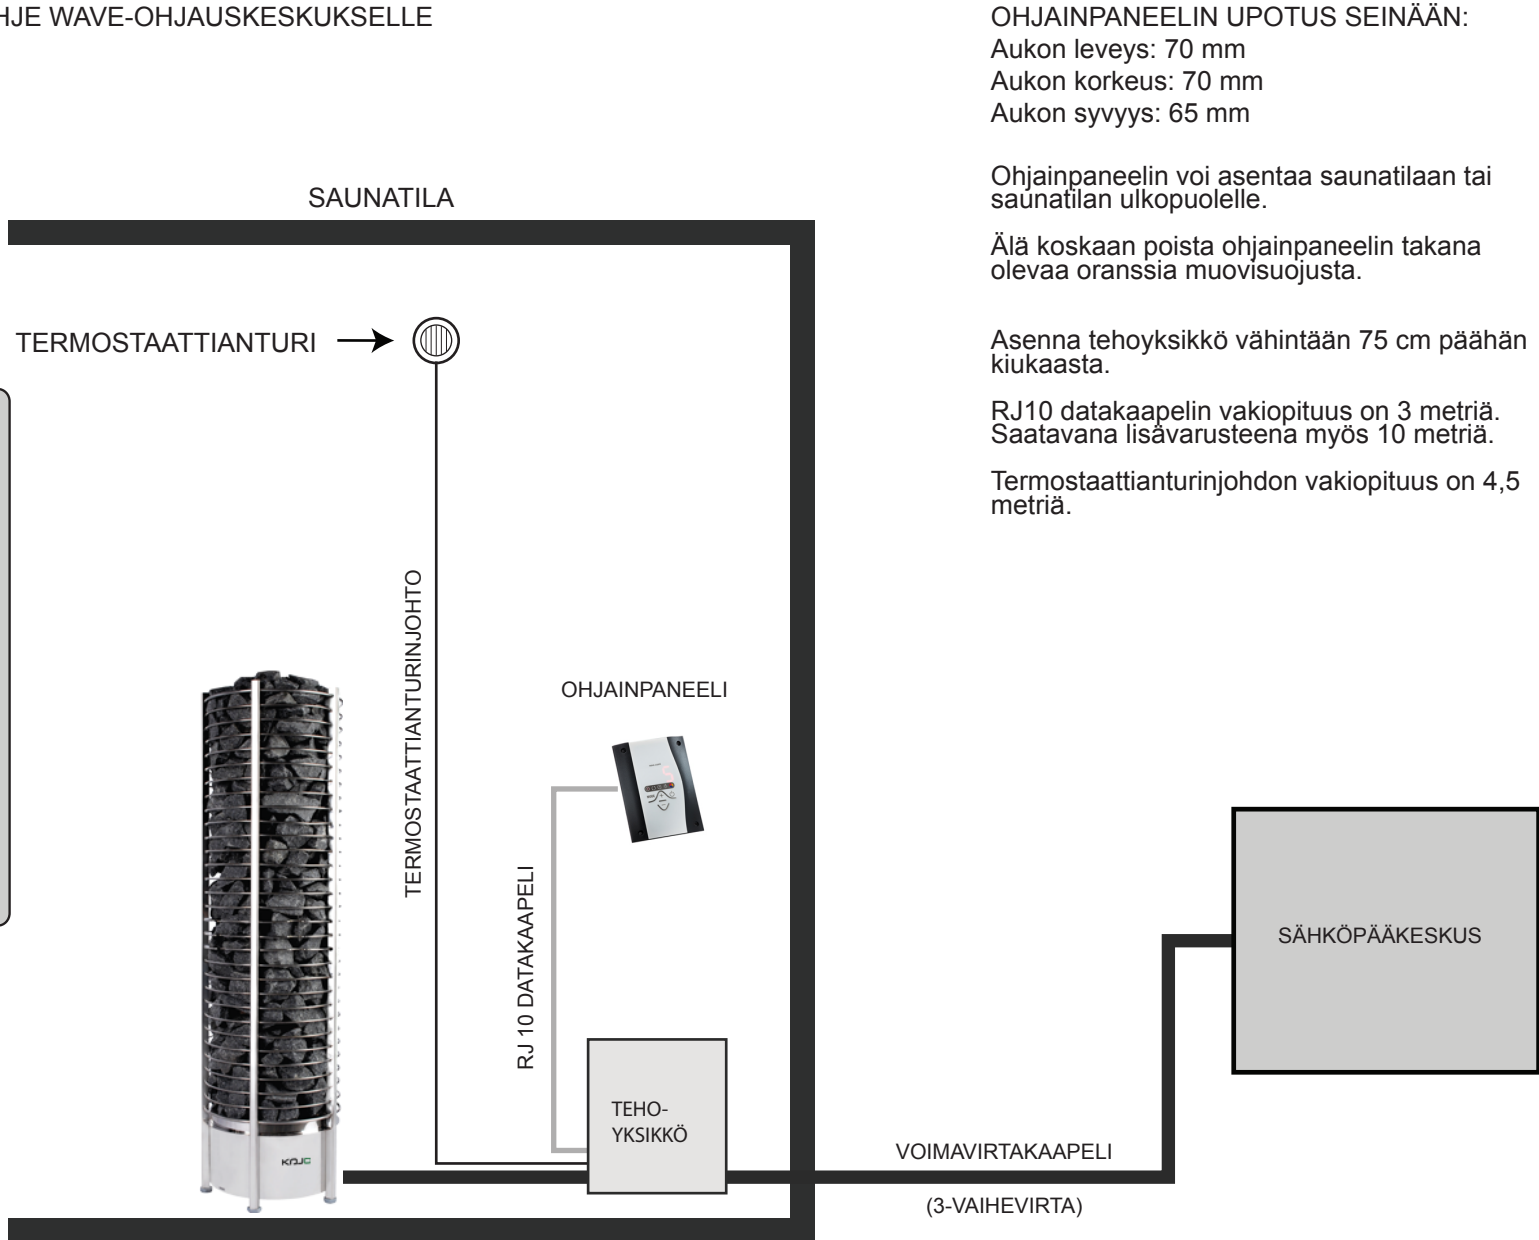 HJE WAVE-OHJAUSKESKUKSELLE
OHJAINPANEELIN UPOTUS SEINÄÄN:
Aukon leveys: 70 mm
Aukon korkeus: 70 mm
Aukon syvyys: 65 mm
Ohjainpaneelin voi asentaa saunatilaan tai
saunatilan ulkopuolelle.
Älä koskaan poista ohjainpaneelin takana
olevaa oranssia muovisuojusta.
Asenna tehoyksikkö vähintään 75 cm päähän
kiukaasta.
RJ10 datakaapelin vakiopituus on 3 metriä.
Saatavana lisävarusteena myös 10 metriä.
Termostaattianturinjohdon vakiopituus on 4,5
metriä.
SAUNATILA
TERMOSTAATTIANTURI
TERMOSTAATTIANTURINJOHTO
OHJAINPANEELI
RJ 10 DATAKAAPELI
TEHO-
YKSIKKÖ
SÄHKÖPÄÄKESKUS
VOIMAVIRTAKAAPELI
(3-VAIHEVIRTA)